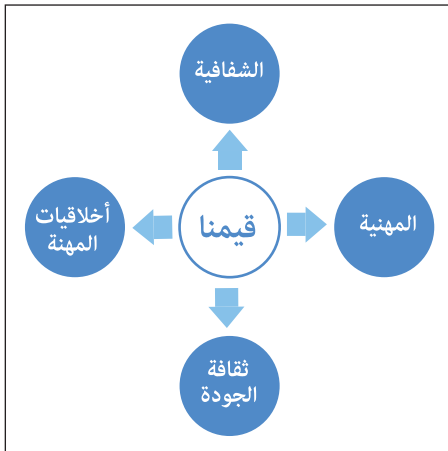 الشفافية
المهنية
قيمنا
أخلاقيات
المهنة
ثقافة
الجودة